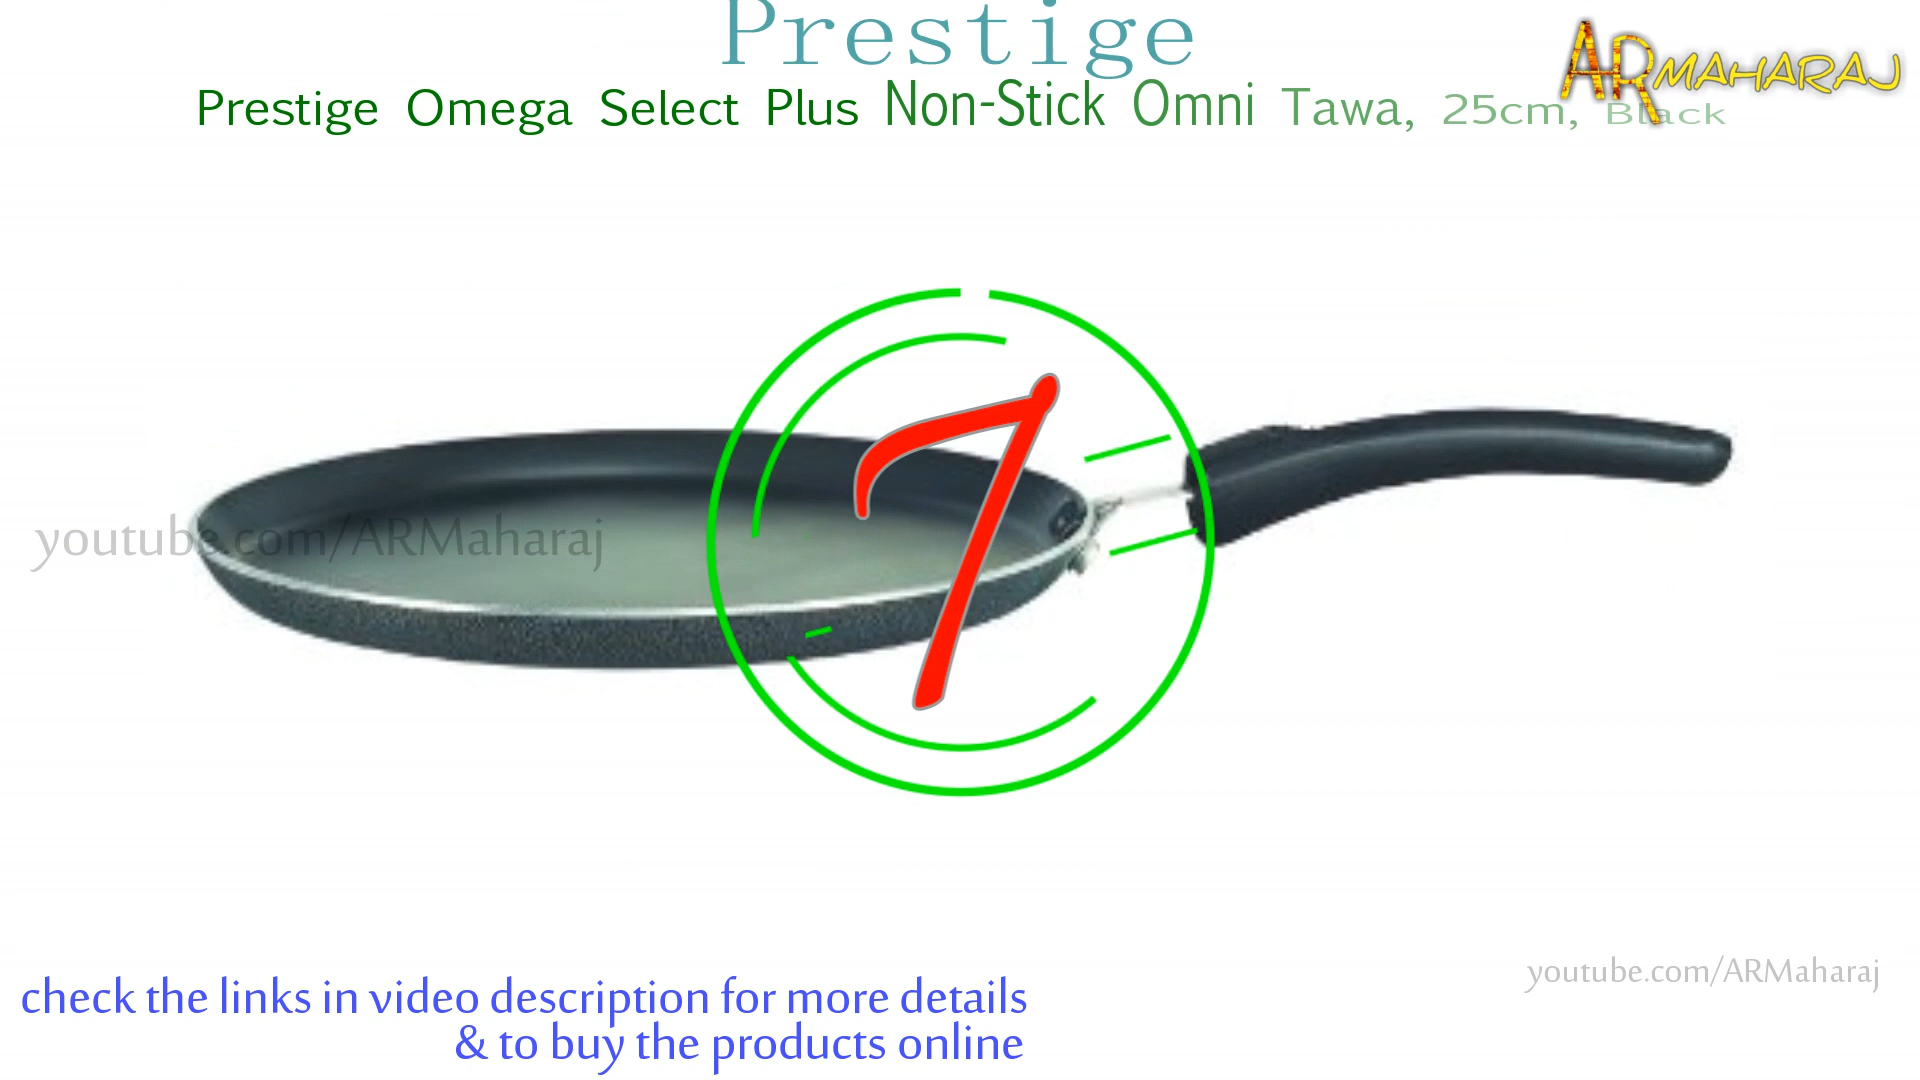 Prestige
ARMAHARAJ
Prestige Omega Select Plus Non-Stick Omni Tawa, 25cm, Black
7
youtube.com/ARMaharaj
youtube.com/ARMaharaj
check the links in video description for more details
& to buy the products online